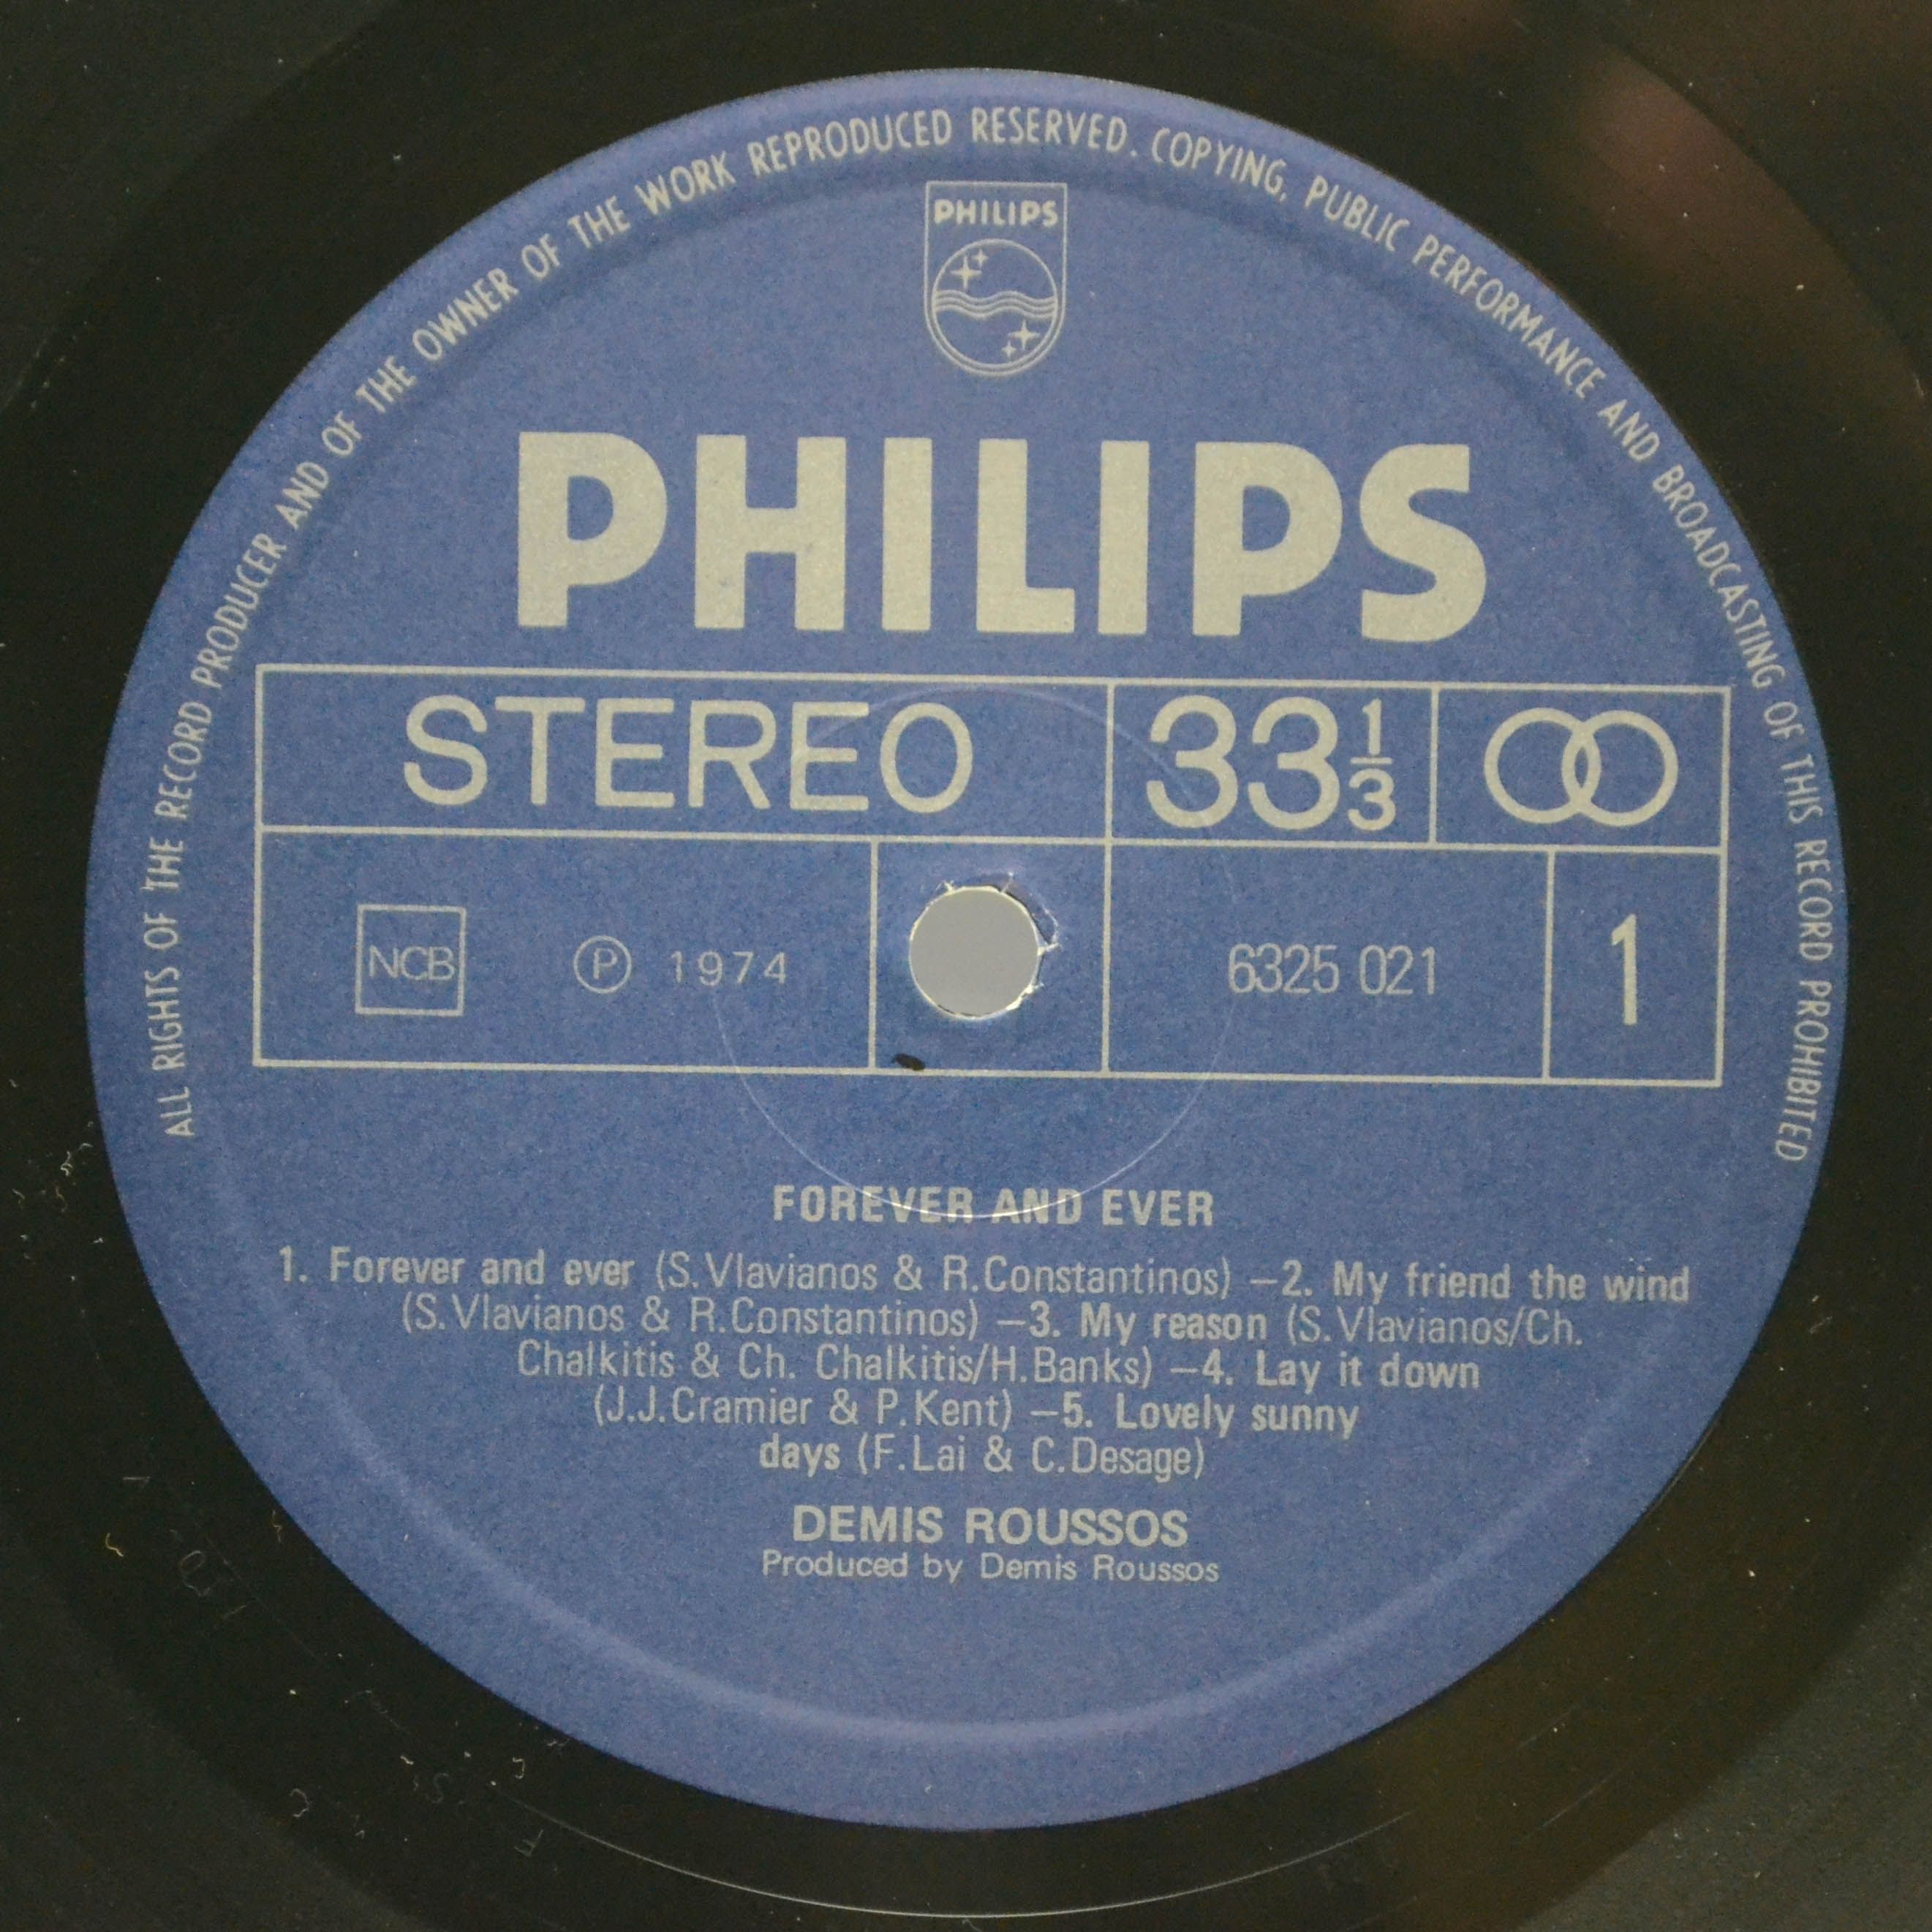 ALL RIGHTS OF THE RECORD PRODUCER AND OF THE OWNER OF THE WORK REPRODUCED RESERVED. COPYING, PUBLIC PERFORMANCE AND BROADCASTING OF THIS RECORD PROHIBITED
PHILIPS
PHILIPS
STEREO 33 1/3
NCB ℗ 1974 6325 021 1
FOREVER AND EVER
1. Forever and ever (S.Vlavianos & R.Constantinos) –2. My friend the wind
(S.Vlavianos & R.Constantinos) –3. My reason (S.Vlavianos/Ch.
Chalkitis & Ch. Chalkitis/H.Banks) –4. Lay it down
(J.J.Cramier & P.Kent) –5. Lovely sunny
days (F.Lai & C.Desage)
DEMIS ROUSSOS
Produced by Demis Roussos